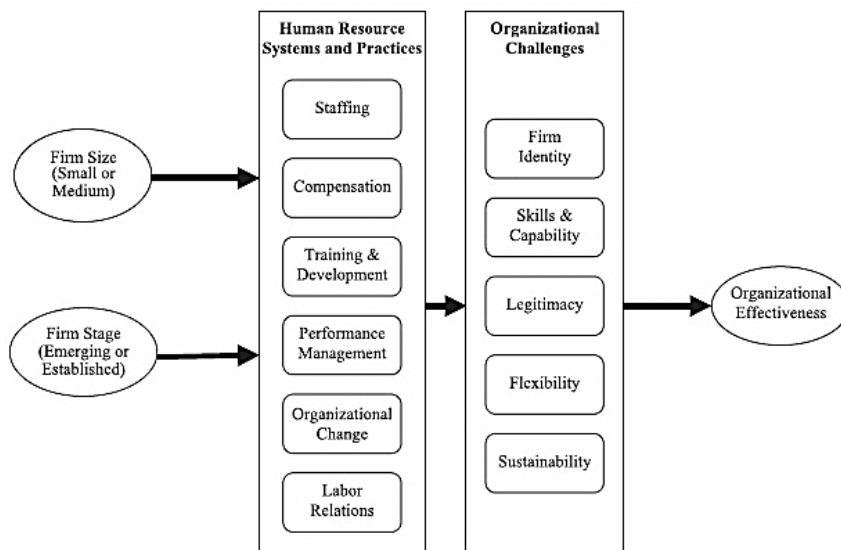 Human Resource
Systems and Practices
Organizational
Challenges
Firm Size
(Small or
Medium)
Firm Stage
(Emerging or
Established)
Staffing
Compensation
Training &
Development
Performance
Management
Organizational
Change
Labor
Relations
Firm
Identity
Skills &
Capability
Legitimacy
Flexibility
Sustainability
Organizational
Effectiveness